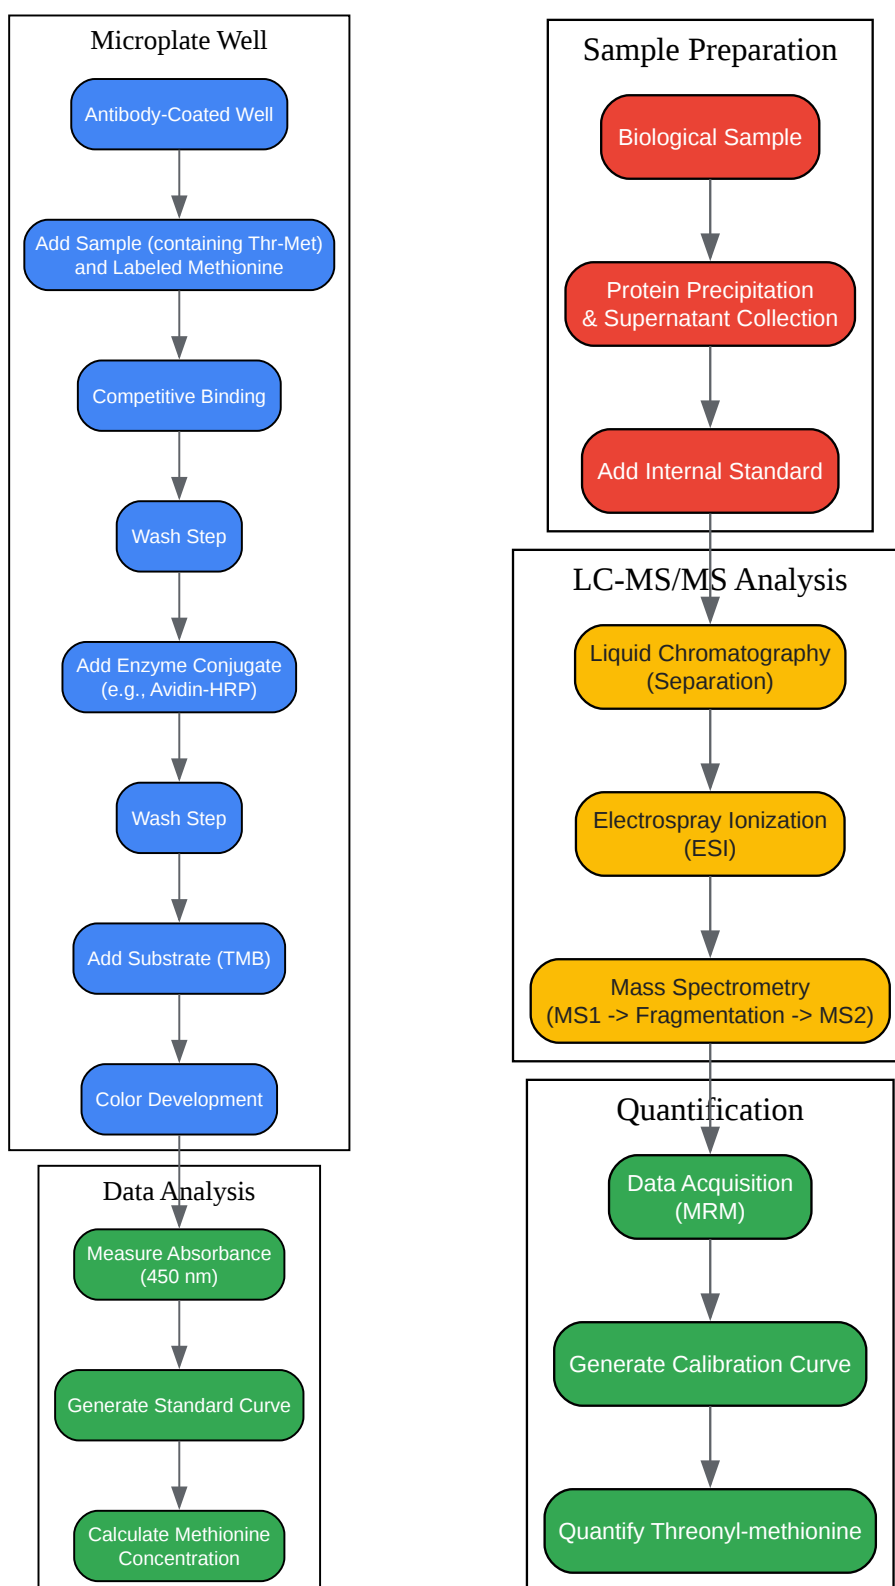 Microplate Well
Antibody-Coated Well
Add Sample (containing Thr-Met)
and Labeled Methionine
Competitive Binding
Wash Step
Add Enzyme Conjugate
(e.g., Avidin-HRP)
Wash Step
Add Substrate (TMB)
Color Development
Data Analysis
Measure Absorbance
(450 nm)
Generate Standard Curve
Calculate Methionine
Concentration
Sample Preparation
Biological Sample
Protein Precipitation
& Supernatant Collection
Add Internal Standard
LC-MS/MS Analysis
Liquid Chromatography
(Separation)
Electrospray Ionization
(ESI)
Mass Spectrometry
(MS1 -> Fragmentation -> MS2)
Quantification
Data Acquisition
(MRM)
Generate Calibration Curve
Quantify Threonyl-methionine